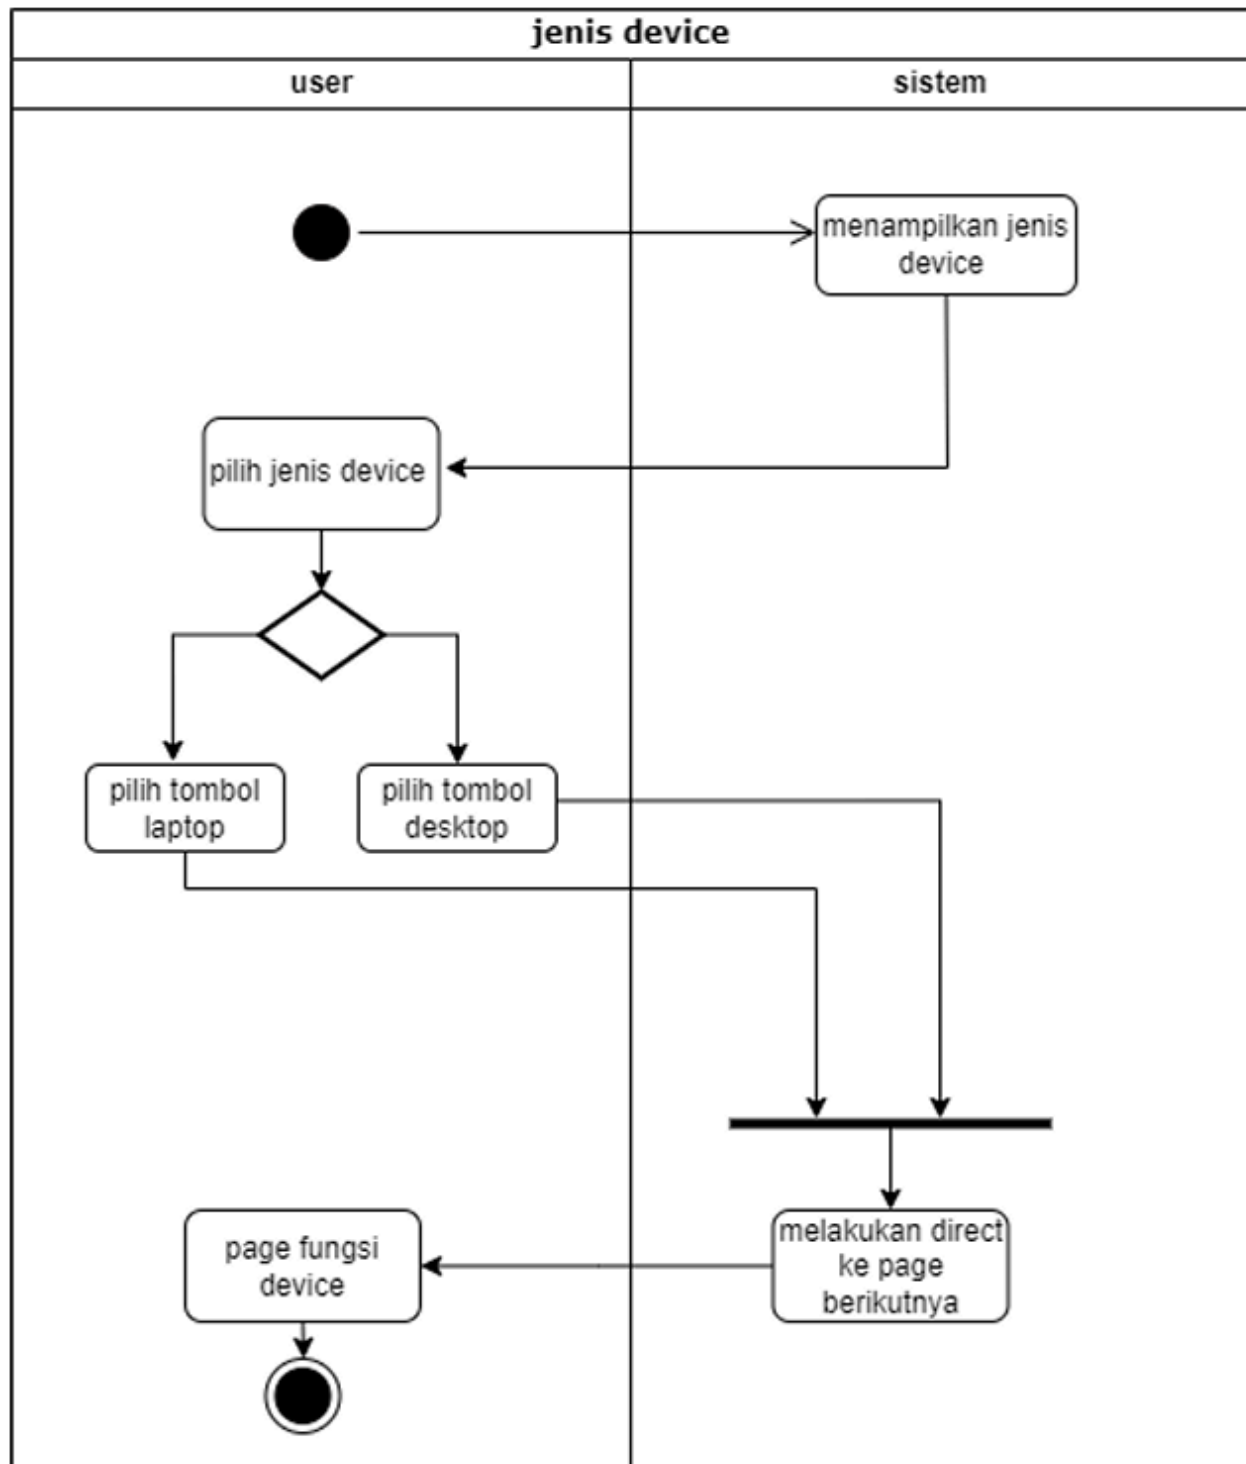 jenis device
user
sistem
menampilkan jenis
device
pilih jenis device
pilih tombol
laptop
pilih tombol
desktop
page fungsi
device
melakukan direct
ke page
berikutnya